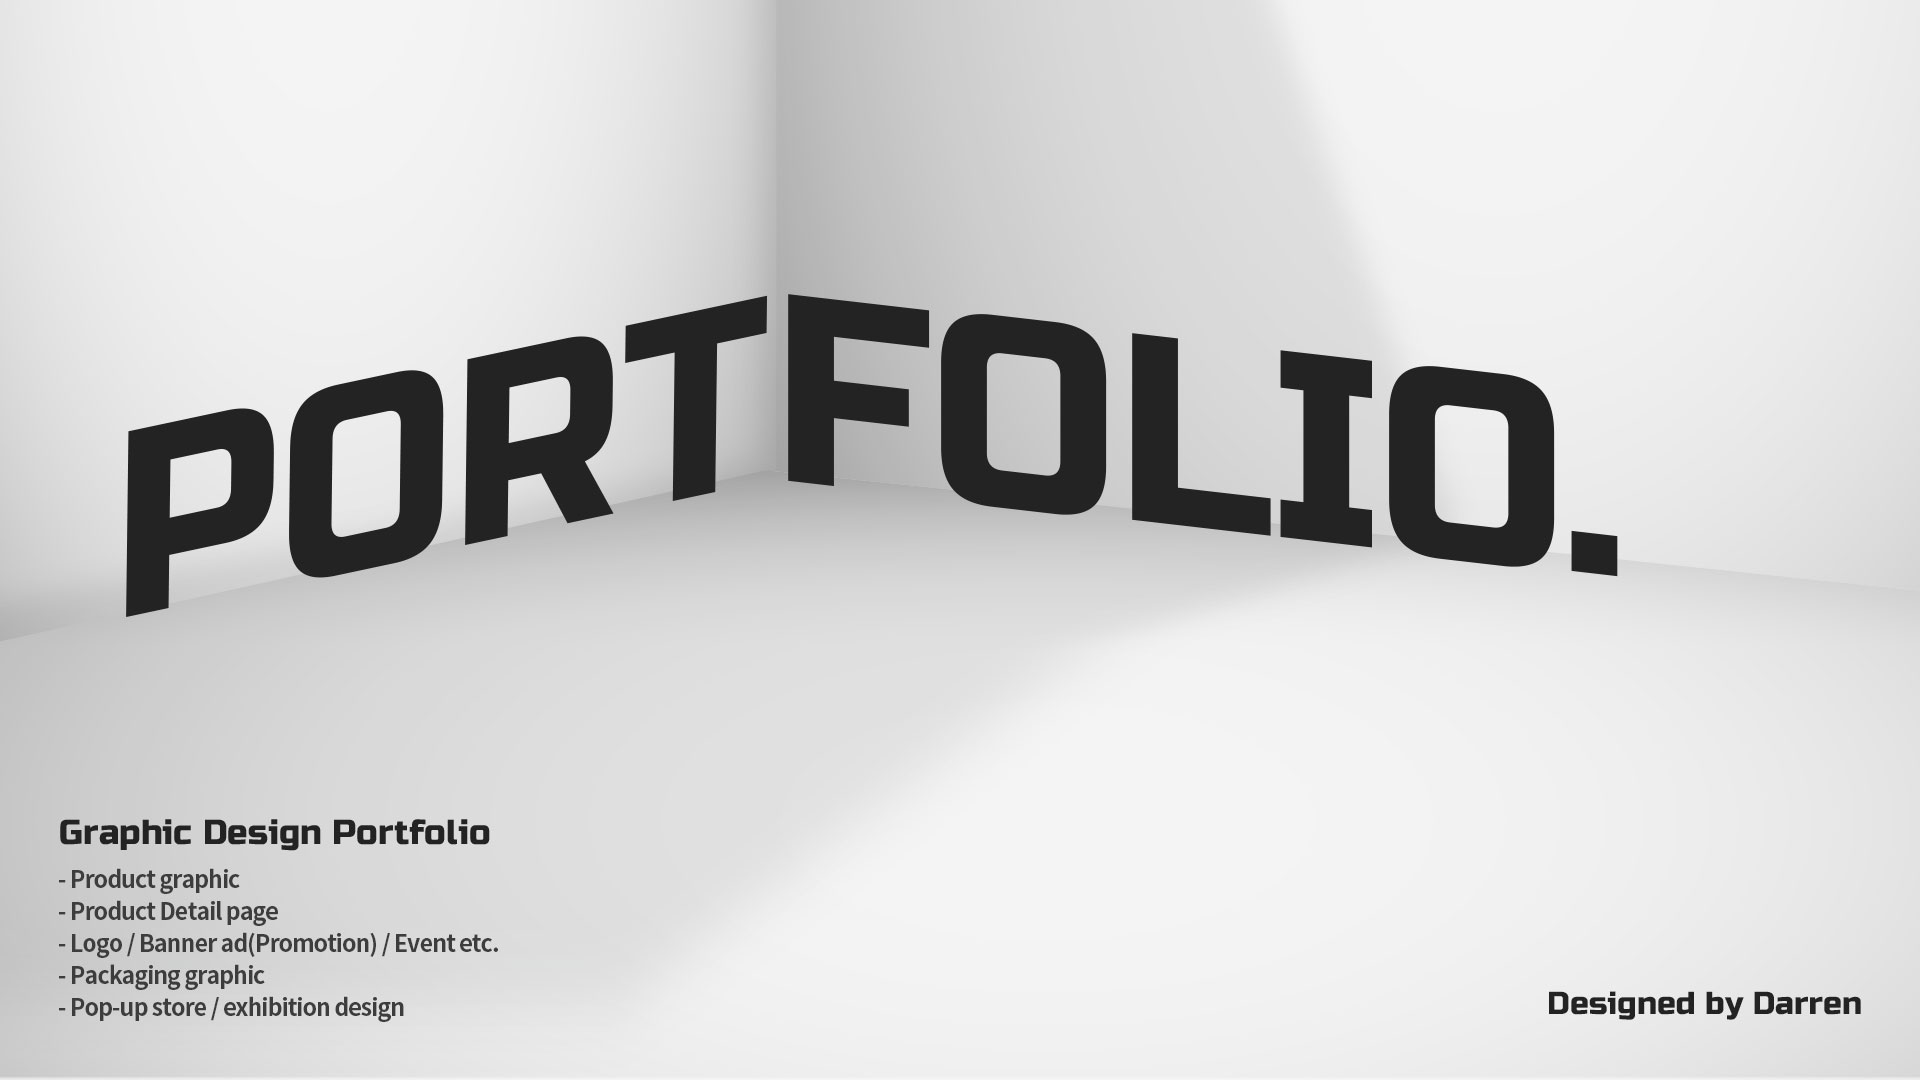 PORTFOLIO.
Graphic Design Portfolio
- Product graphic
- Product Detail page
- Logo / Banner ad(Promotion) / Event etc.
- Packaging graphic
- Pop-up store / exhibition design
Designed by Darren